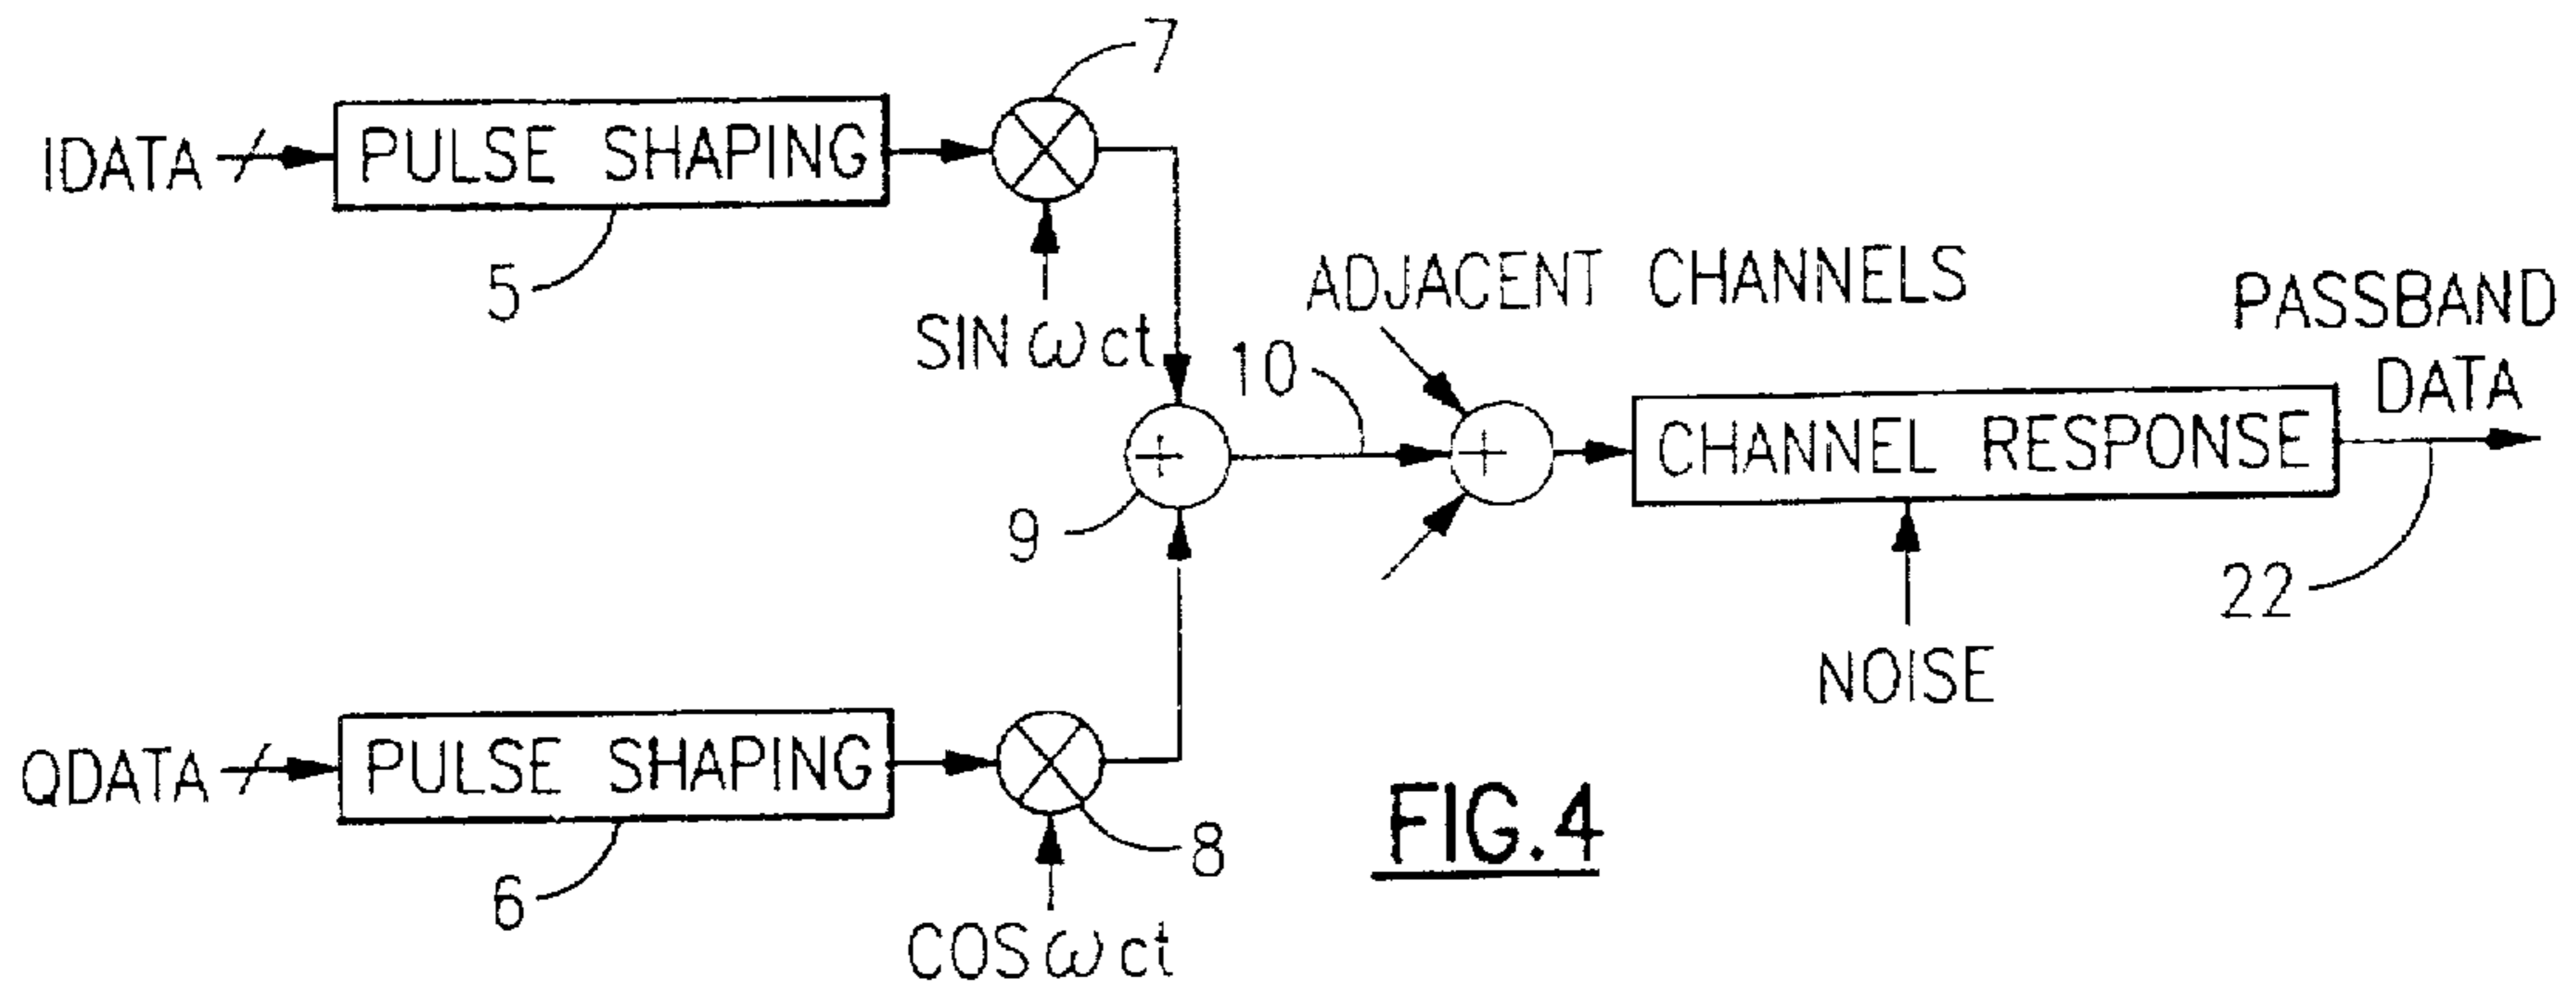 7
IDATA
PULSE SHAPING
5
SIN ωct
ADJACENT CHANNELS
PASSBAND
DATA
10
CHANNEL RESPONSE
9
22
NOISE
QDATA
PULSE SHAPING
6
8
COS ωct
FIG.4